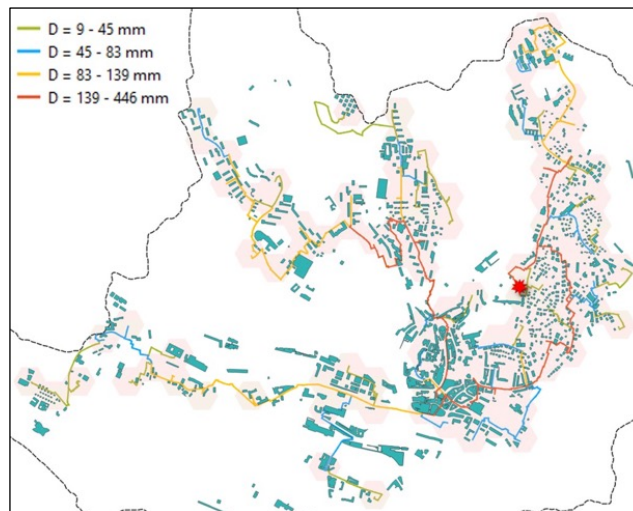 D = 9 - 45 mm
D = 45 - 83 mm
D = 83 - 139 mm
D = 139 - 446 mm